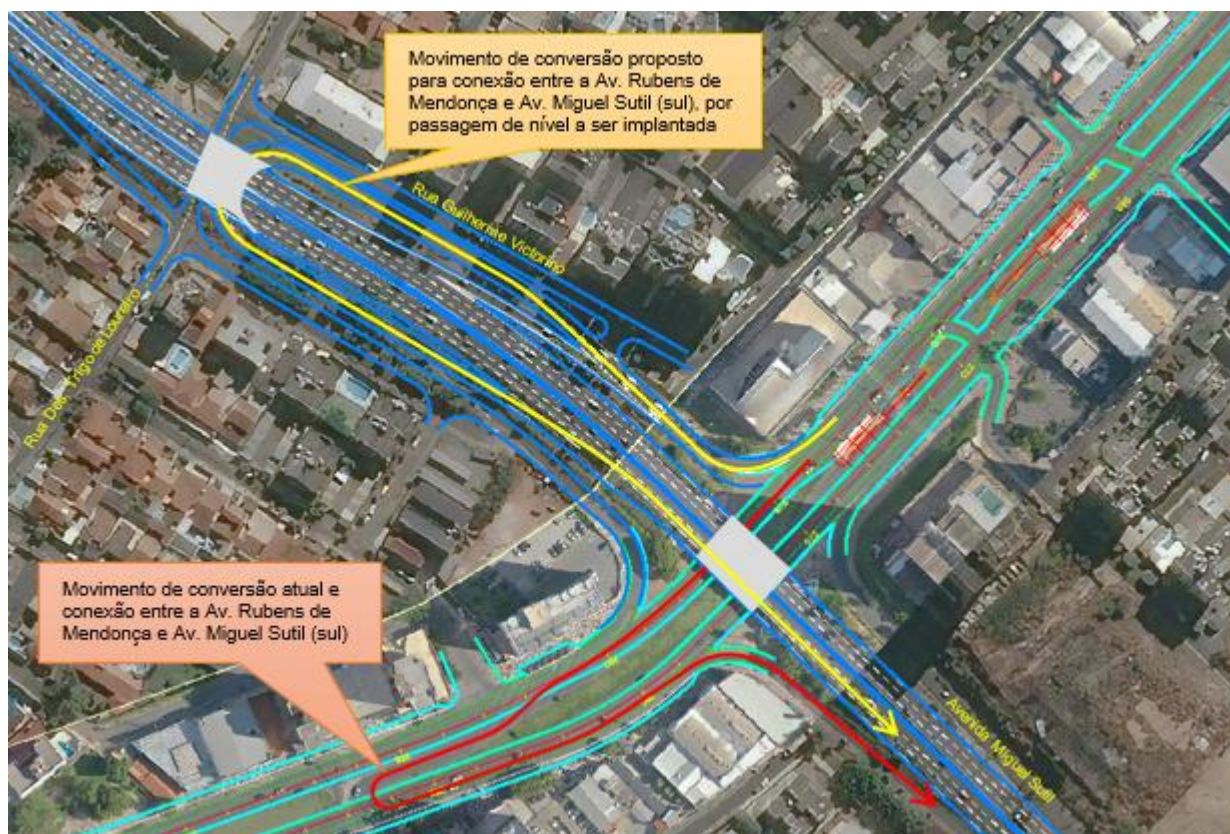 Movimento de conversão proposto
para conexão entre a Av. Rubens de
Mendonça e Av. Miguel Sutil (sul), por
passagem de nível a ser implantada
Rua Guilherme Victorino
Rua Des. Trigo de Loureiro
Movimento de conversão atual e
conexão entre a Av. Rubens de
Mendonça e Av. Miguel Sutil (sul)
Avenida Miguel Sutil